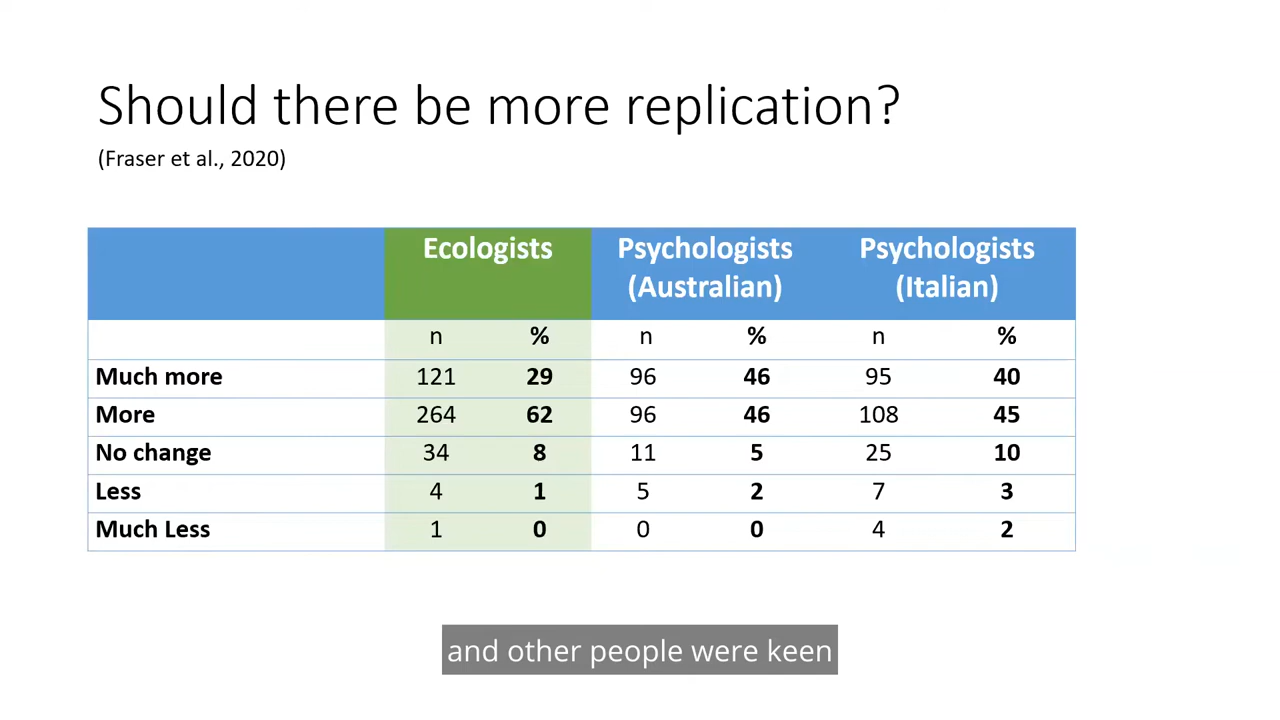 Should there be more replication?
(Fraser et al., 2020)
Ecologists Psychologists (Australian) Psychologists (Italian)
n % n % n %
Much more 121 29 96 46 95 40
More 264 62 96 46 108 45
No change 34 8 11 5 25 10
Less 4 1 5 2 7 3
Much Less 1 0 0 0 4 2
and other people were keen